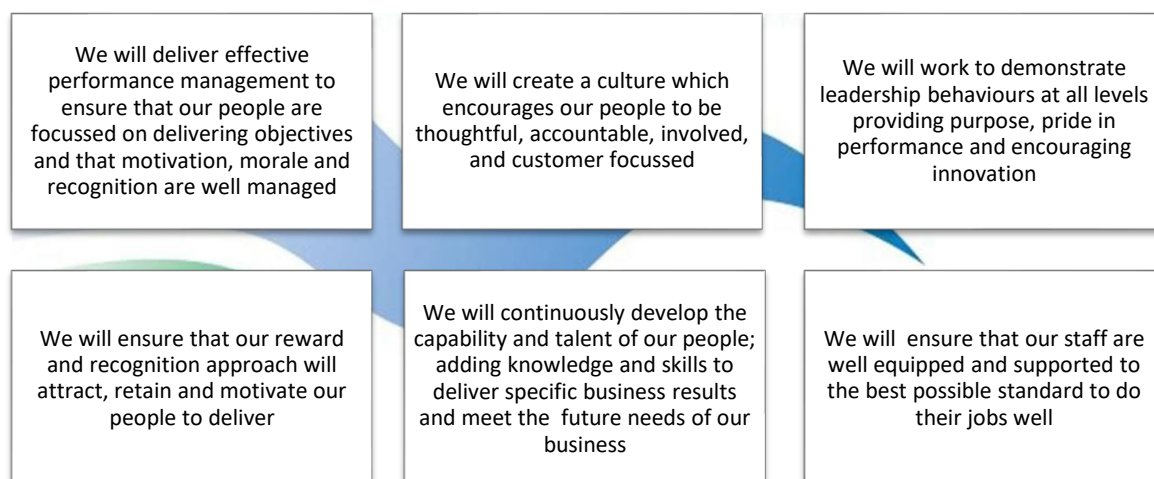 We will deliver effective
performance management to
ensure that our people are
focussed on delivering objectives
and that motivation, morale and
recognition are well managed
We will create a culture which
encourages our people to be
thoughtful, accountable, involved,
and customer focussed
We will work to demonstrate
leadership behaviours at all levels
providing purpose, pride in
performance and encouraging
innovation
We will ensure that our reward
and recognition approach will
attract, retain and motivate our
people to deliver
We will continuously develop the
capability and talent of our people;
adding knowledge and skills to
deliver specific business results
and meet the  future needs of our
business
We will  ensure that our staff are
well equipped and supported to
the best possible standard to do
their jobs well